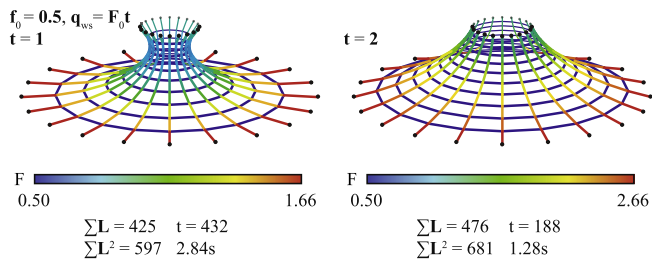 f₀ = 0.5, q_ws = F₀t
t = 1
t = 2
F
0.50 1.66
∑L = 425 t = 432
∑L² = 597 2.84s
F
0.50 2.66
∑L = 476 t = 188
∑L² = 681 1.28s